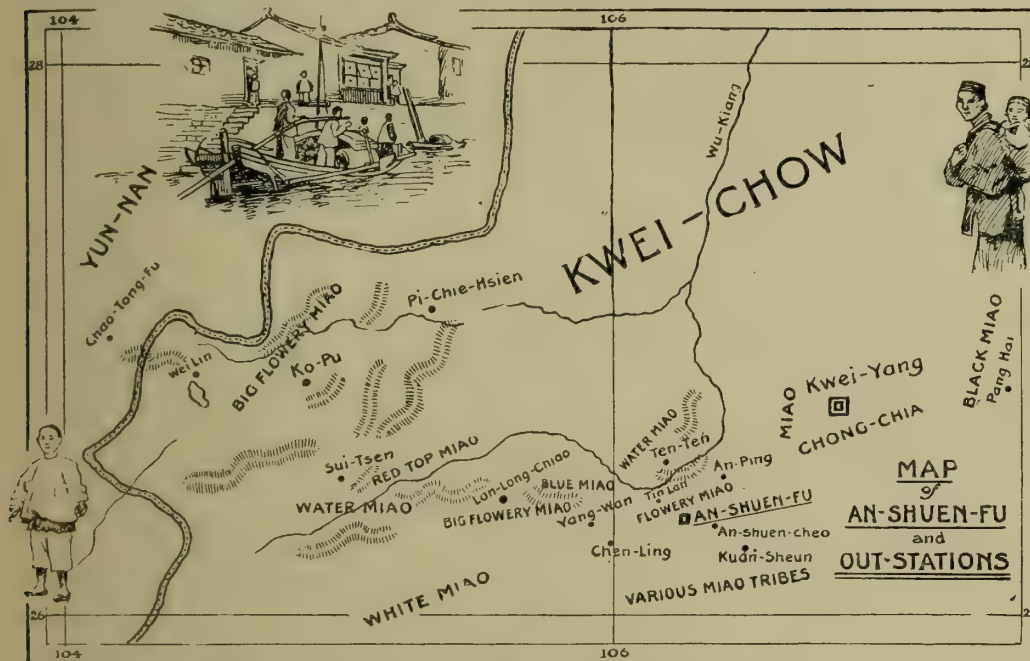 104
106
28
28
Wu-Kiang
YUN-NAN
KWEI-CHOW
Chao-Tong-Fu
Pi-Chie-Hsien
Wei Lin
BIG FLOWERY MIAO
Ko-Pu
BLACK MIAO
Pang Hai
MIAO
Kwei-Yang
CHONG-CHIA
WATER MIAO
Ten-Ten
Sui-Tsen
RED TOP MIAO
An-Ping
Lan-Long-Chiao
BLUE MIAO
Tin Lan
WATER MIAO
BIG FLOWERY MIAO
FLOWERY MIAO
Yang-Wan
AN-SHUEN-FU
An-shuen-cheo
Chen-Ling
Kuan-Sheun
MAP
of
AN-SHUEN-FU
and
OUT-STATIONS
VARIOUS MIAO TRIBES
WHITE MIAO
26
2
104
106